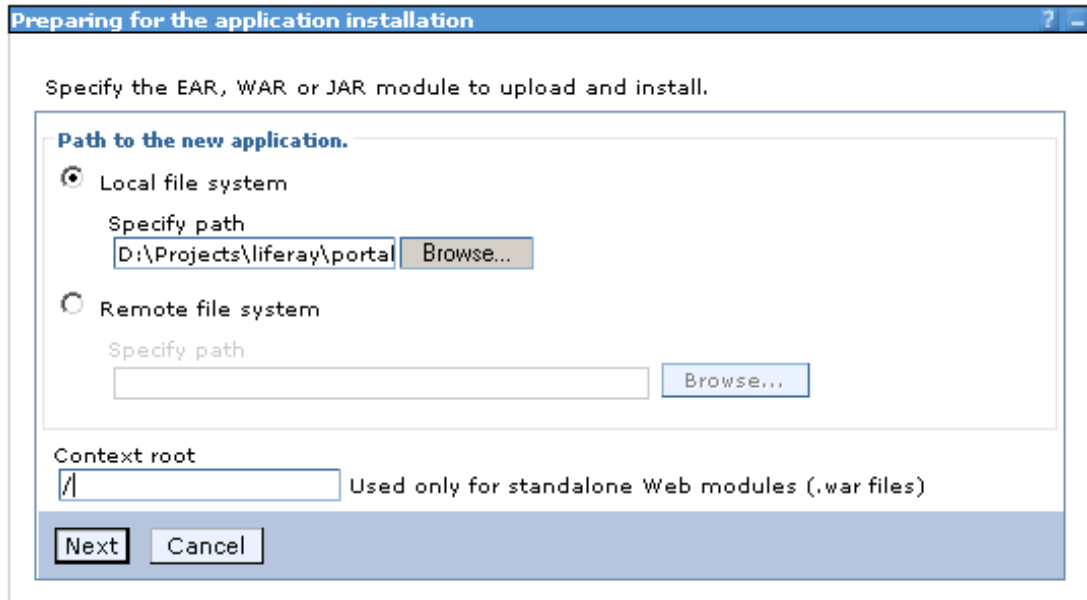 Preparing for the application installation ? –
Specify the EAR, WAR or JAR module to upload and install.
Path to the new application.
Local file system
Specify path
D:\Projects\liferay\portal Browse...
Remote file system
Specify path
Browse...
Context root
/ Used only for standalone Web modules (.war files)
Next Cancel